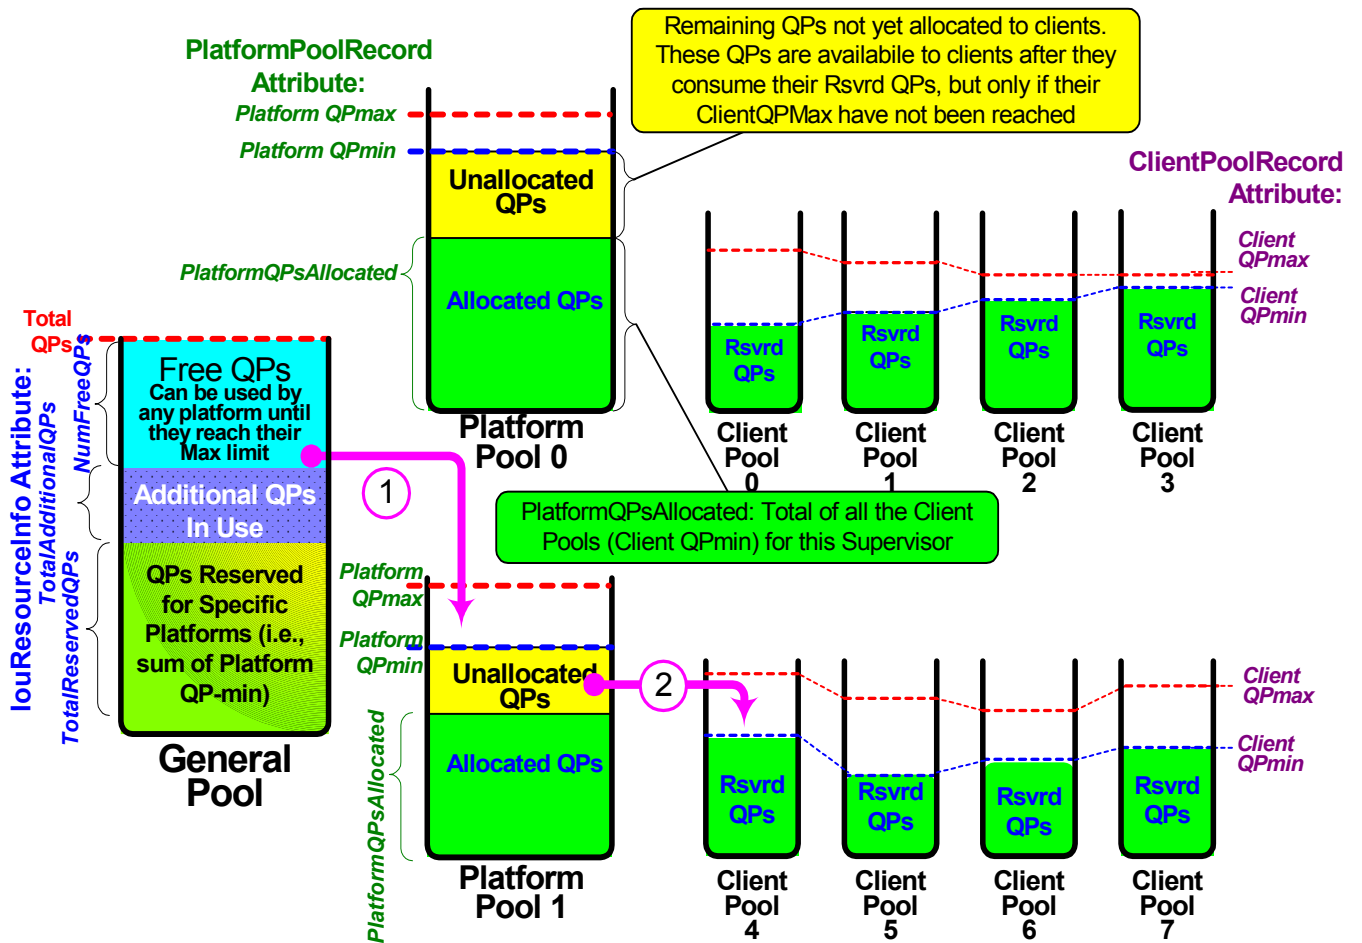 Remaining QPs not yet allocated to clients.
These QPs are availabile to clients after they
consume their Rsvrd QPs, but only if their
ClientQPMax have not been reached
PlatformPoolRecord
Attribute:
Platform QPmax
Platform QPmin
Unallocated
QPs
PlatformQPsAllocated
Allocated QPs
Platform
Pool 0
ClientPoolRecord
Attribute:
Client
QPmax
Client
QPmin
Rsvrd
QPs
Rsvrd
QPs
Rsvrd
QPs
Rsvrd
QPs
Client
Pool
0
Client
Pool
1
Client
Pool
2
Client
Pool
3
PlatformQPsAllocated: Total of all the Client
Pools (Client QPmin) for this Supervisor
IouResourceInfo Attribute:
Total
QPs
NumFreeQPs
TotalAdditionalQPs
TotalReservedQPs
Free QPs
Can be used by
any platform until
they reach their
Max limit
Additional QPs
In Use
QPs Reserved
for Specific
Platforms (i.e.,
sum of Platform
QP-min)
General
Pool
1
Platform
QPmax
Platform
QPmin
Unallocated
QPs
2
PlatformQPsAllocated
Allocated QPs
Platform
Pool 1
Client
QPmax
Client
QPmin
Rsvrd
QPs
Rsvrd
QPs
Rsvrd
QPs
Rsvrd
QPs
Client
Pool
4
Client
Pool
5
Client
Pool
6
Client
Pool
7